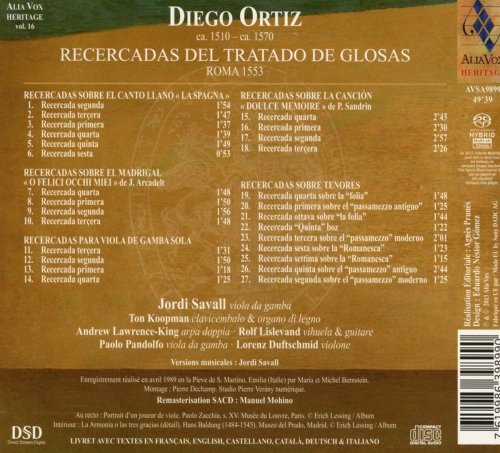 ALIA VOX
HERITAGE
vol. 16
DIEGO ORTIZ
ca. 1510 – ca. 1570
RECERCADAS DEL TRATADO DE GLOSAS
ROMA 1553
ALIAVOX
HERITAGE
AVSA9899
49'39
HYBRID
RECERCADAS SOBRE EL CANTO LLANO « LA SPAGNA »
1. Recercada segunda 1'54
2. Recercada terçera 1'47
3. Recercada primera 1'37
4. Recercada quarta 1'39
5. Recercada quinta 1'49
6. Recercada sesta 0'53
RECERCADAS SOBRE EL MADRIGAL
« O FELICI OCCHI MIEI » de J. Arcadelt
7. Recercada quarta 1'48
8. Recercada primera 1'48
9. Recercada segunda 1'50
10. Recercada terçera 1'48
RECERCADAS PARA VIOLA DE GAMBA SOLA
11. Recercada terçera 1'31
12. Recercada segunda 1'50
13. Recercada primera 1'18
14. Recercada quarta 1'25
RECERCADAS SOBRE LA CANCIÓN
« DOULCE MEMOIRE » de P. Sandrin
15. Recercada quarta 2'43
16. Recercada primera 2'30
17. Recercada segunda 2'57
18. Recercada terçera 2'26
RECERCADAS SOBRE TENORES
19. Recercada quarta sobre la "folia" 1'48
20. Recercada primera sobre el "passamezzo antiguo" 1'25
21. Recercada ottava sobre la "folia" 1'44
22. Recercada "Quinta" boz 1'22
23. Recercada tercera sobre el "passamezzo" moderno 2'01
24. Recercada sesta sobre la "Romanesca" 1'23
25. Recercada settima sobre la "Romanesca" 1'15
26. Recercada quinta sobre el "passamezzo" antiguo 2'44
27. Recercada segunda sobre el "passamezzo" moderno 1'25
Jordi Savall viola da gamba
Ton Koopman clavicembalo & organo di legno
Andrew Lawrence-King arpa doppia · Rolf Lislevand vihuela & guitare
Paolo Pandolfo viola da gamba · Lorenz Duftschmid violone
Versions musicales : Jordi Savall
Enregistrement réalisé en avril 1989 en la Pieve de S. Martino, Emilia (Italie) par Maria et Michel Bernstein.
Montage : Pierre Dechamp. Studio Pierre Verány numérique.
Remasterisation SACD : Manuel Mohino
Au recto : Portrait d'un joueur de viole. Paolo Zacchia, s. XV. Musée du Louvre, Paris. © Erich Lessing / Album
Intérieur : La Armonia o las tres gracias (détail). Hans Baldung (1484-1545). Museo del Prado, Madrid. © Erich Lessing / Album
DSD
Direct Stream Digital
LIVRET AVEC TEXTES EN FRANÇAIS, ENGLISH, CASTELLANO, CATALÀ, DEUTSCH & ITALIANO
COMPACT
disc
DIGITAL AUDIO
Réalisation Éditoriale : Agnès Prunés
Design : Eduardo Néstor Gómez